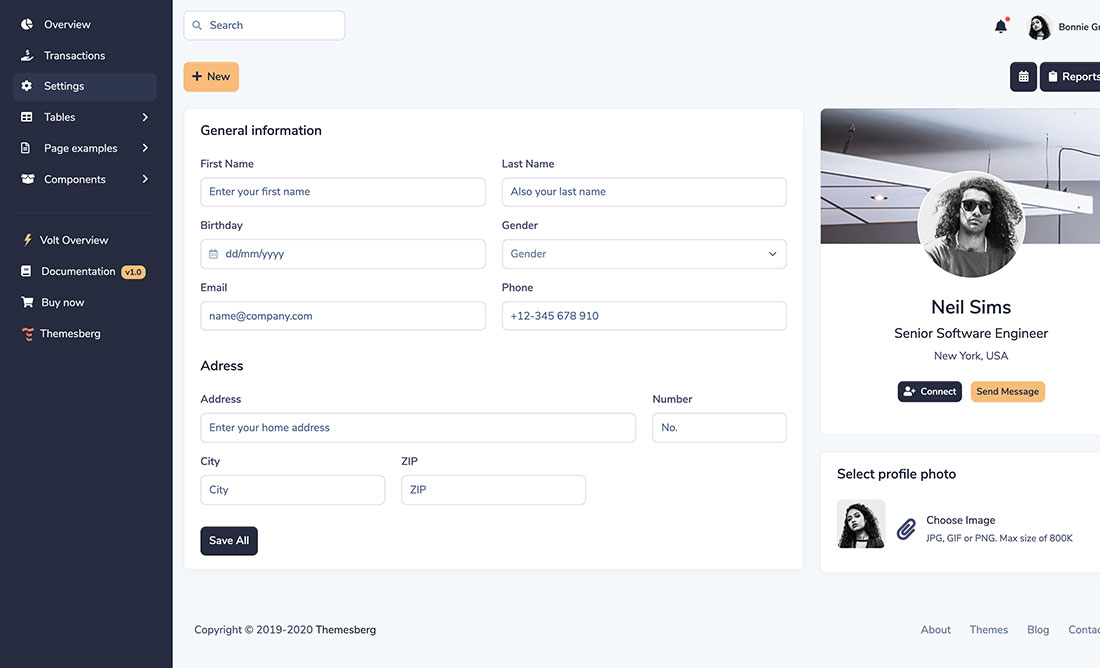 Overview
Transactions
Settings
Tables
Page examples
Components
Volt Overview
Documentation v1.0
Buy now
Themesberg
Search
Bonnie Gr
New
Reports
General information
First Name
Last Name
Enter your first name
Also your last name
Birthday
Gender
dd/mm/yyyy
Gender
Email
Phone
name@company.com
+12-345 678 910
Adress
Address
Number
Enter your home address
No.
City
ZIP
City
ZIP
Save All
Neil Sims
Senior Software Engineer
New York, USA
Connect
Send Message
Select profile photo
Choose Image
JPG, GIF or PNG. Max size of 800K
Copyright © 2019-2020 Themesberg
About
Themes
Blog
Contac